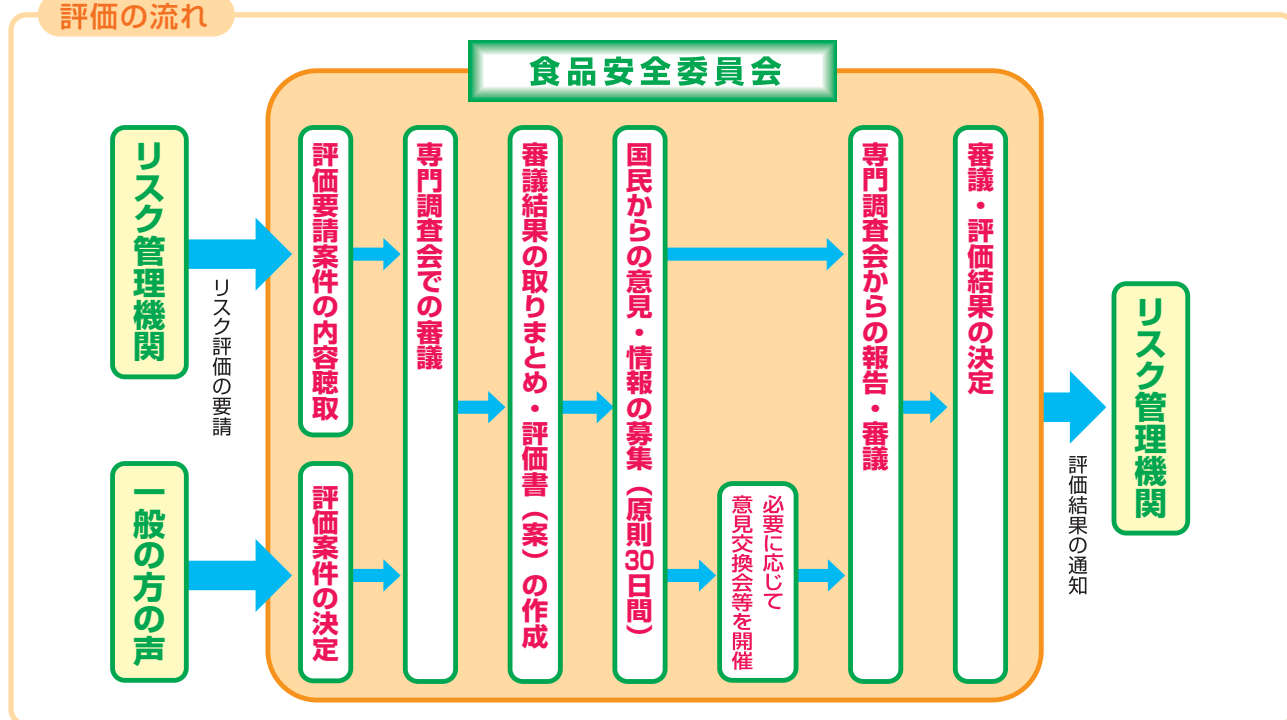 評価の流れ
食品安全委員会
リスク管理機関
リスク評価の要請
一般の方の声
評価要請案件の内容聴取
評価案件の決定
専門調査会での審議
審議結果の取りまとめ・評価書（案）の作成
国民からの意見・情報の募集（原則30日間）
必要に応じて
意見交換会等を開催
専門調査会からの報告・審議
審議・評価結果の決定
評価結果の通知
リスク管理機関